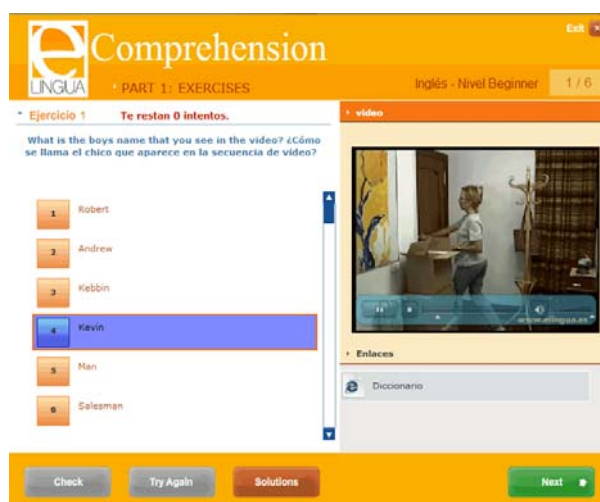 Exit
e
LINGUA
Comprehension
PART 1: EXERCISES
Inglés - Nivel Beginner
1 / 6
Ejercicio 1
Te restan 0 intentos.
What is the boys name that you see in the video? ¿Cómo
se llama el chico que aparece en la secuencia de vídeo?
1 Robert
2 Andrew
3 Kebbin
4 Kevin
5 Man
6 Salesman
video
www.elingua.es
Enlaces
Diccionario
Check
Try Again
Solutions
Next